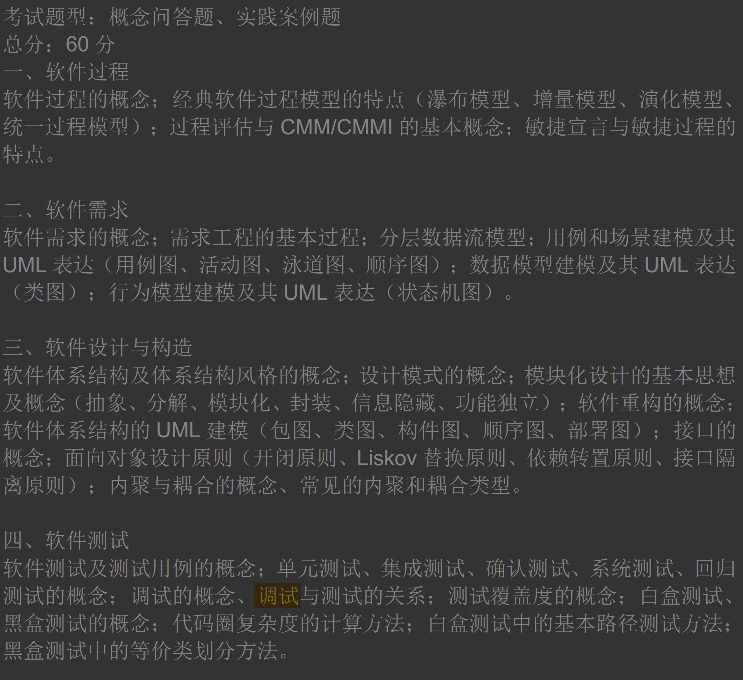 考试题型：概念问答题、实践案例题
总分：60 分
一、软件过程
软件过程的概念；经典软件过程模型的特点（瀑布模型、增量模型、演化模型、
统一过程模型）；过程评估与 CMM/CMMI 的基本概念；敏捷宣言与敏捷过程的
特点。
二、软件需求
软件需求的概念；需求工程的基本过程；分层数据流模型；用例和场景建模及其
UML 表达（用例图、活动图、泳道图、顺序图）；数据模型建模及其 UML 表达
（类图）；行为模型建模及其 UML 表达（状态机图）。
三、软件设计与构造
软件体系结构及体系结构风格的概念；设计模式的概念；模块化设计的基本思想
及概念（抽象、分解、模块化、封装、信息隐藏、功能独立）；软件重构的概念；
软件体系结构的 UML 建模（包图、类图、构件图、顺序图、部署图）；接口的
概念；面向对象设计原则（开闭原则、Liskov 替换原则、依赖转置原则、接口隔
离原则）；内聚与耦合的概念、常见的内聚和耦合类型。
四、软件测试
软件测试及测试用例的概念；单元测试、集成测试、确认测试、系统测试、回归
测试的概念；调试的概念、调试与测试的关系；测试覆盖度的概念；白盒测试、
黑盒测试的概念；代码圈复杂度的计算方法；白盒测试中的基本路径测试方法；
黑盒测试中的等价类划分方法。